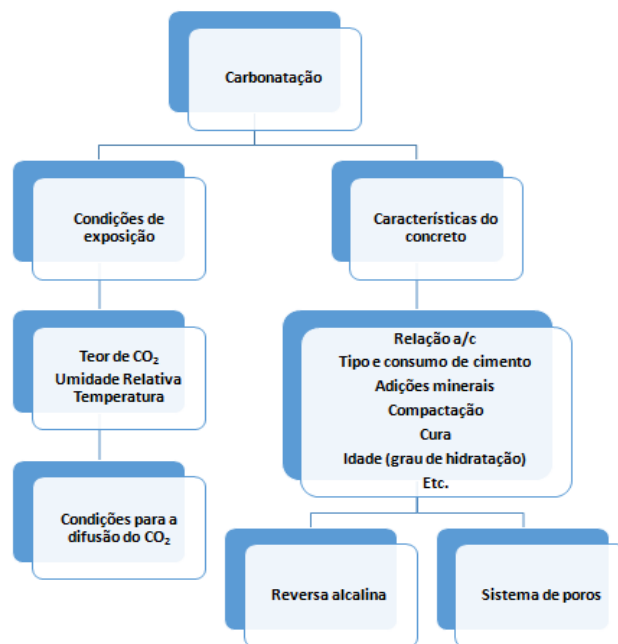 Carbonatação
Condições de
exposição
Características do
concreto
Teor de CO₂
Umidade Relativa
Temperatura
Relação a/c
Tipo e consumo de cimento
Adições minerais
Compactação
Cura
Idade (grau de hidratação)
Etc.
Condições para a
difusão do CO₂
Reversa alcalina
Sistema de poros